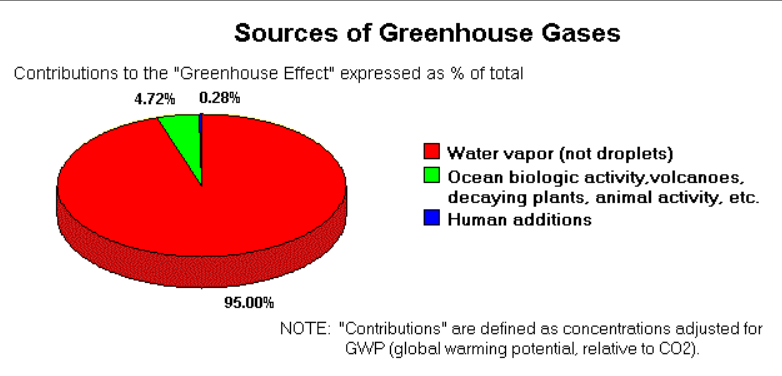 Sources of Greenhouse Gases
Contributions to the "Greenhouse Effect" expressed as % of total
4.72%
0.28%
Water vapor (not droplets)
Ocean biologic activity,volcanoes,
decaying plants, animal activity, etc.
Human additions
95.00%
NOTE: "Contributions" are defined as concentrations adjusted for
GWP (global warming potential, relative to CO2).